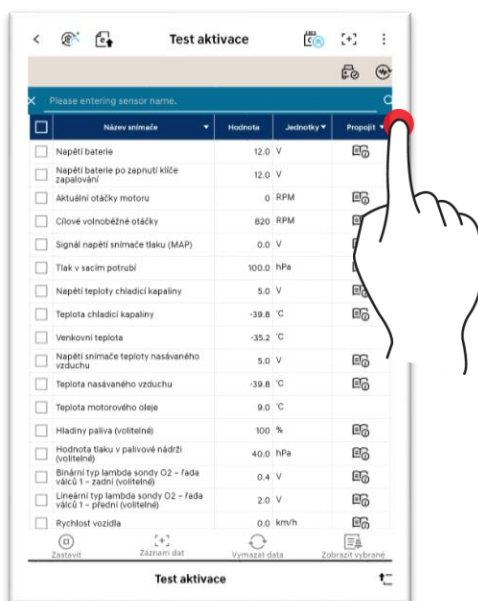 Test aktivace
Please entering sensor name.
Název snímače Hodnota Jednotky Propojit
Napětí baterie 12.0 V
Napětí baterie po zapnutí klíče
zapalování 12.0 V
Aktuální otáčky motoru 0 RPM
Cílové volnoběžné otáčky 820 RPM
Signál napětí snímače tlaku (MAP) 0.0 V
Tlak v sacím potrubí 100.0 hPa
Napětí teploty chladicí kapaliny 5.0 V
Teplota chladicí kapaliny -39.8 °C
Venkovní teplota -35.2 °C
Napětí snímače teploty nasávaného
vzduchu 5.0 V
Teplota nasávaného vzduchu -39.8 °C
Teplota motorového oleje 9.0 °C
Hladiny paliva (volitelné) 100 %
Hodnota tlaku v palivové nádrži
(volitelné) 40.0 hPa
Binární typ lambda sondy O2 – řada
válců 1 – zadní (volitelné) 0.4 V
Lineární typ lambda sondy O2 – řada
válců 1 – přední (volitelné) 2.0 V
Rychlost vozidla 0.0 km/h
Zastavit Záznam dat Vymazat data Zobrazit vybrané
Test aktivace